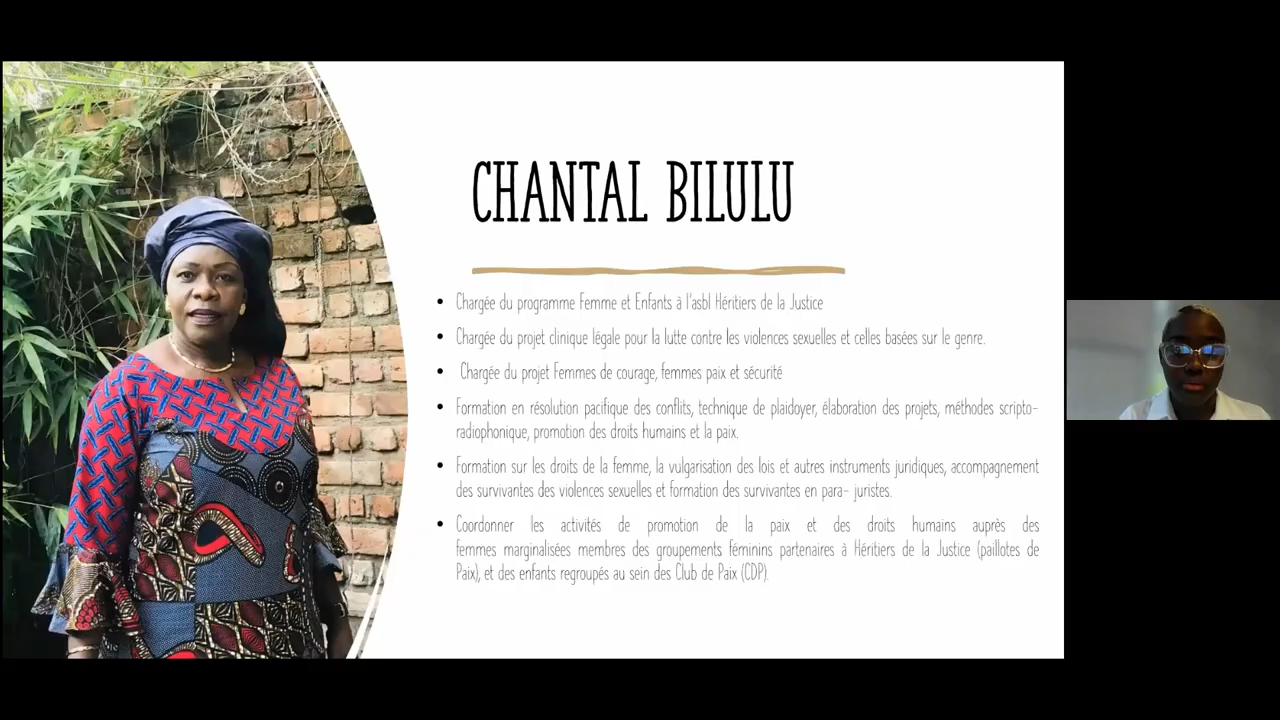 CHANTAL BILULU
• Chargée du programme Femme et Enfants à l'asbl Héritiers de la Justice
• Chargée du projet clinique légale pour la lutte contre les violences sexuelles et celles basées sur le genre.
• Chargée du projet Femmes de courage, femmes paix et sécurité
• Formation en résolution pacifique des conflits, technique de plaidoyer, élaboration des projets, méthodes scripto-
radiophonique, promotion des droits humains et la paix.
• Formation sur les droits de la femme, la vulgarisation des lois et autres instruments juridiques, accompagnement
des survivantes des violences sexuelles et formation des survivantes en para- juristes.
• Coordonner les activités de promotion de la paix et des droits humains auprès des
femmes marginalisées membres des groupements féminins partenaires à Héritiers de la Justice (paillotes de
Paix), et des enfants regroupés au sein des Club de Paix (CDP).